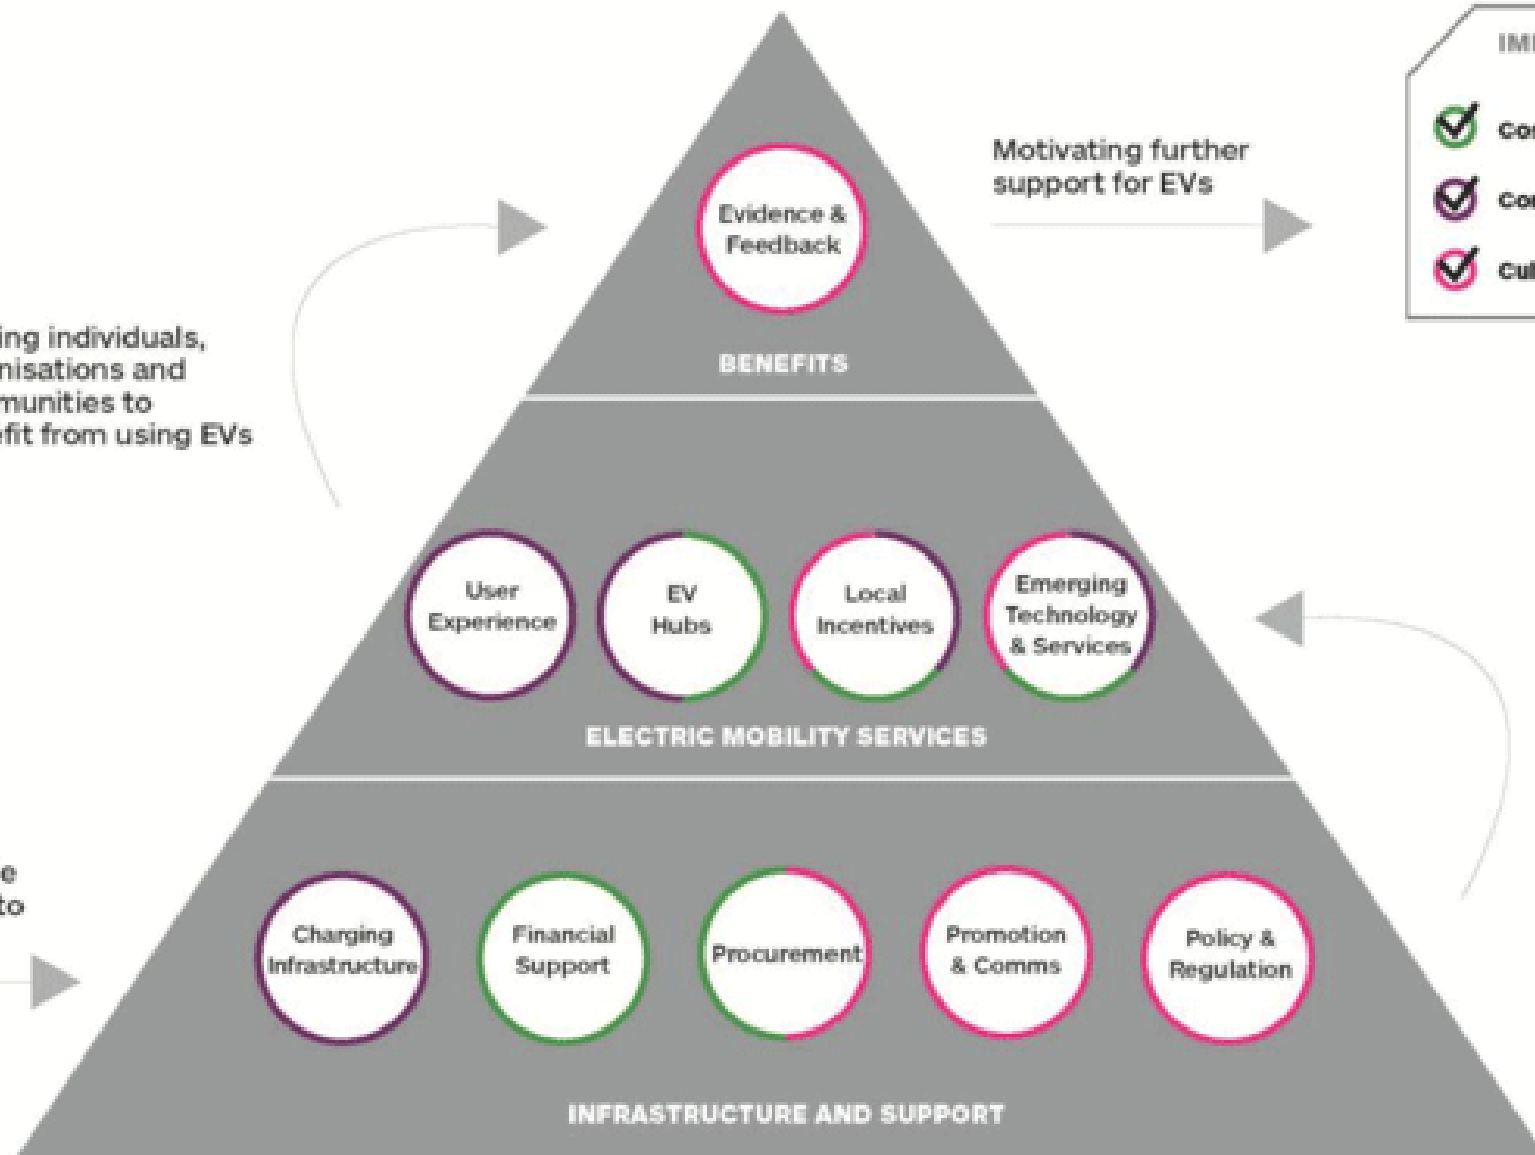 IM
Motivating further
support for EVs
Evidence &
Feedback
BENEFITS
ing individuals,
nisations and
munities to
efit from using EVs
User
Experience
EV
Hubs
Local
Incentives
Emerging
Technology
& Services
ELECTRIC MOBILITY SERVICES
e
to
Charging
Infrastructure
Financial
Support
Procurement
Promotion
& Comms
Policy &
Regulation
INFRASTRUCTURE AND SUPPORT